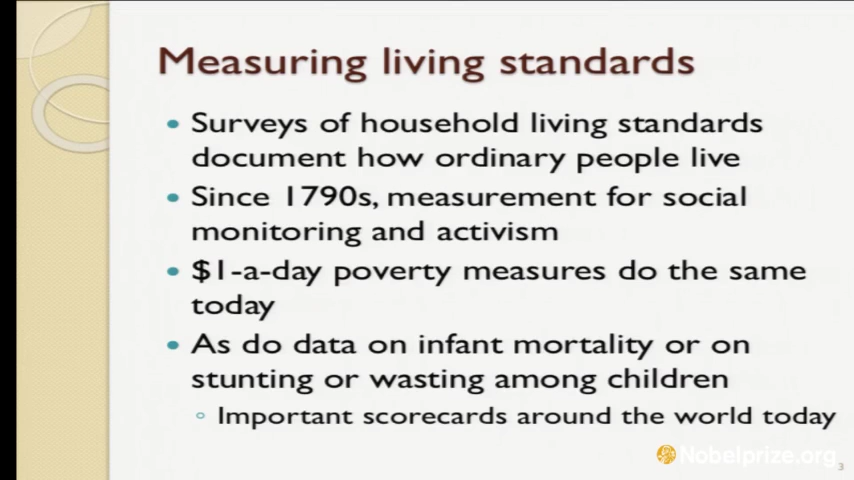 Measuring living standards
• Surveys of household living standards
document how ordinary people live
• Since 1790s, measurement for social
monitoring and activism
• $1-a-day poverty measures do the same
today
• As do data on infant mortality or on
stunting or wasting among children
◦ Important scorecards around the world today
Nobelprize.org
3